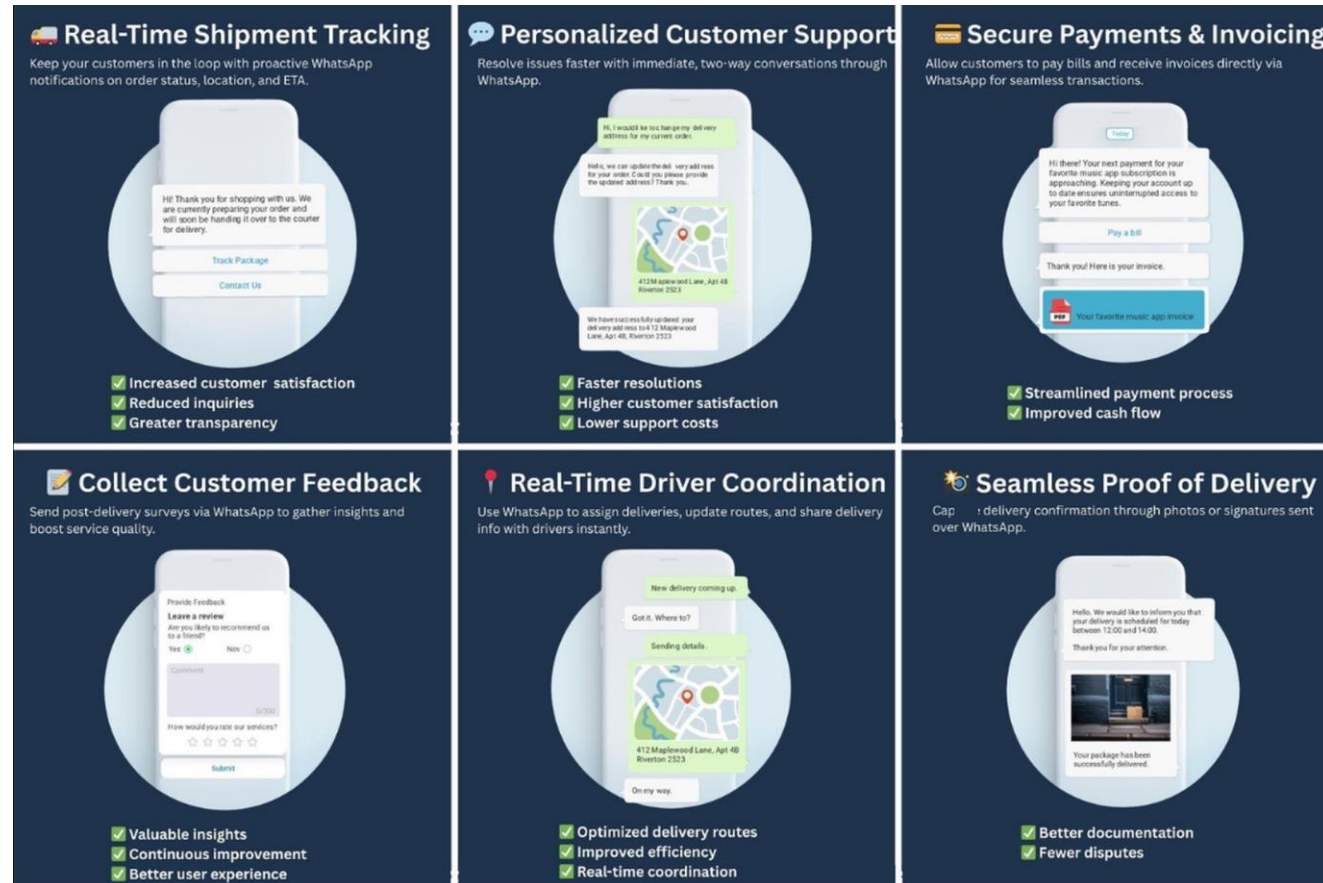 Real-Time Shipment Tracking
Keep your customers in the loop with proactive WhatsApp
notifications on order status, location, and ETA.
Hi! Thank you for shopping with us. We
are currently preparing your order and
will soon be handing it over to the courier
for delivery.
Track Package
Contact Us
Increased customer satisfaction
Reduced inquiries
Greater transparency
Personalized Customer Support
Resolve issues faster with immediate, two-way conversations through
WhatsApp.
Hi, I would like too hange my delivery
address for my current order.
Hello, we can update the deli very add ress
for your order. Could you please provide
the updated add ress? Thank you.
412 Maplewood Lane, Apt 4B
Riverton 2523
We have successfully updated your
delivery add ress to 4 12 Maplewood
Lane, Apt 4B, Riverton 2523
Faster resolutions
Higher customer satisfaction
Lower support costs
Secure Payments & Invoicing
Allow customers to pay bills and receive invoices directly via
WhatsApp for seamless transactions.
Today
Hi there! Your next payment for your
favorite music app subscription is
approaching. Keeping your account up
to date ensures uninterrupted access to
your favorite tunes.
Pay a bill
Thank you! Here is your invoice.
PDF
Your favorite music app invoice
Streamlined payment process
Improved cash flow
Collect Customer Feedback
Send post-delivery surveys via WhatsApp to gather insights and
boost service quality.
Provide Feedback
Leave a review
Are you likely to recommend us
to a friend?
Yes
Nov
Comment
0/300
How would you rate our services?
Submit
Valuable insights
Continuous improvement
Better user experience
Real-Time Driver Coordination
Use WhatsApp to assign deliveries, update routes, and share delivery
info with drivers instantly.
New delivery coming up.
Got it. Where to?
Sending details.
412 Maplewood Lane, Apt 4B
Riverton 2523
On my way.
Optimized delivery routes
Improved efficiency
Real-time coordination
Seamless Proof of Delivery
Cap e delivery confirmation through photos or signatures sent
over WhatsApp.
Hello. We would like to inform you that
your delivery is scheduled for today
between 12:00 and 14:00.
Thank you for your attention.
Your package has been
successfully delivered.
Better documentation
Fewer disputes